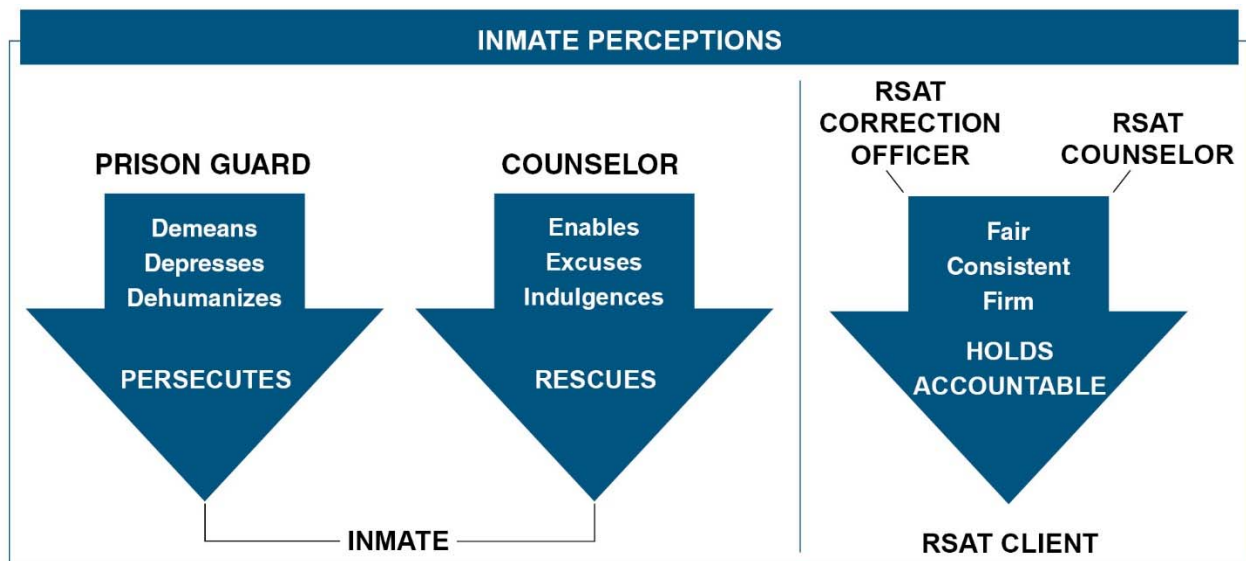 INMATE PERCEPTIONS
PRISON GUARD
Demeans
Depresses
Dehumanizes
PERSECUTES
COUNSELOR
Enables
Excuses
Indulgences
RESCUES
INMATE
RSAT
CORRECTION
OFFICER
RSAT
COUNSELOR
Fair
Consistent
Firm
HOLDS
ACCOUNTABLE
RSAT CLIENT